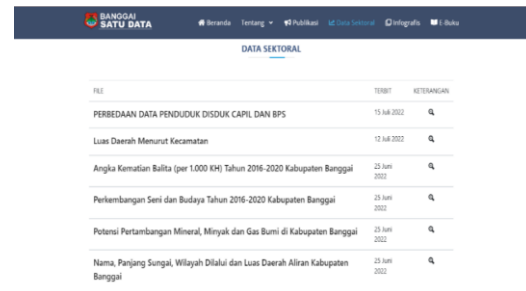 BANGGAI
SATU DATA
Beranda Tentang Publikasi Data Sektoral Infografis E-Buku
DATA SEKTORAL
FILE TERBIT KETERANGAN
PERBEDAAN DATA PENDUDUK DISDUK CAPIL DAN BPS 15 Juli 2022
Luas Daerah Menurut Kecamatan 12 Juli 2022
Angka Kematian Balita (per 1.000 KH) Tahun 2016-2020 Kabupaten Banggai 25 Juni
2022
Perkembangan Seni dan Budaya Tahun 2016-2020 Kabupaten Banggai 25 Juni
2022
Potensi Pertambangan Mineral, Minyak dan Gas Bumi di Kabupaten Banggai 25 Juni
2022
Nama, Panjang Sungai, Wilayah Dilalui dan Luas Daerah Aliran Kabupaten 25 Juni
Banggai 2022